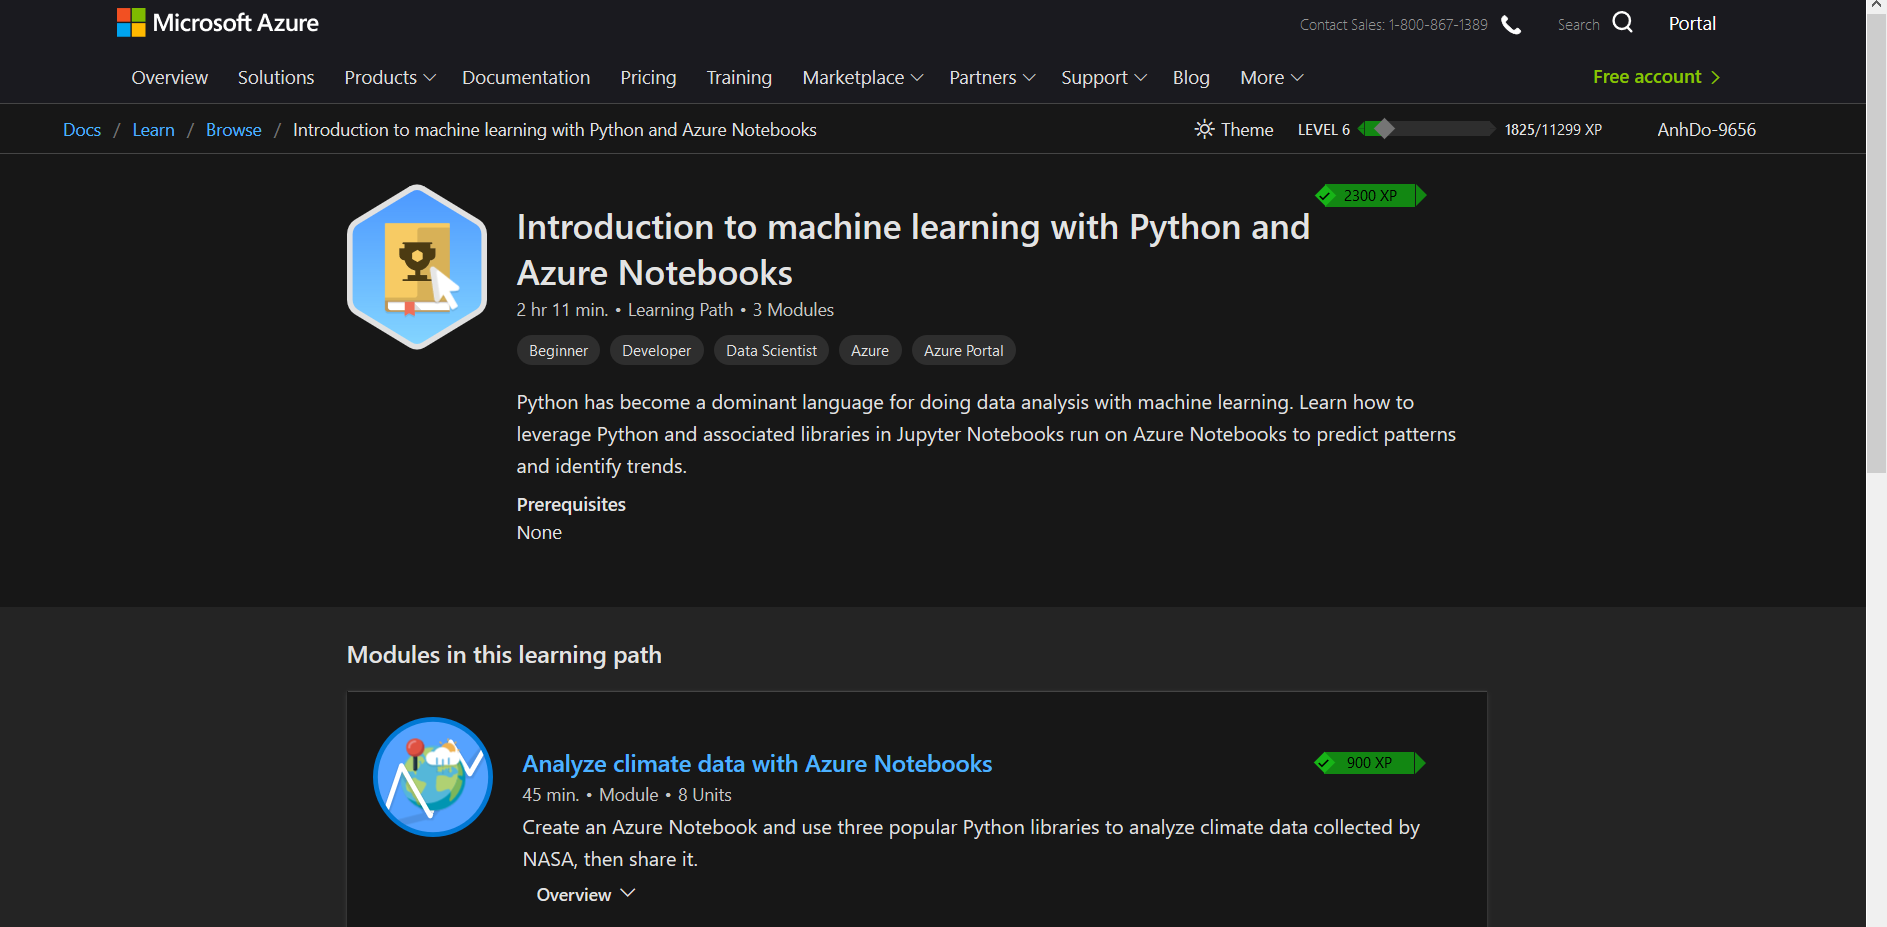 Microsoft Azure
Contact Sales: 1-800-867-1389
Search
Portal
Overview Solutions Products Documentation Pricing Training Marketplace Partners Support Blog More
Free account
Docs / Learn / Browse / Introduction to machine learning with Python and Azure Notebooks
Theme
LEVEL 6
1825/11299 XP
AnhDo-9656
2300 XP
Introduction to machine learning with Python and
Azure Notebooks
2 hr 11 min. • Learning Path • 3 Modules
Beginner Developer Data Scientist Azure Azure Portal
Python has become a dominant language for doing data analysis with machine learning. Learn how to
leverage Python and associated libraries in Jupyter Notebooks run on Azure Notebooks to predict patterns
and identify trends.
Prerequisites
None
Modules in this learning path
Analyze climate data with Azure Notebooks
900 XP
45 min. • Module • 8 Units
Create an Azure Notebook and use three popular Python libraries to analyze climate data collected by
NASA, then share it.
Overview